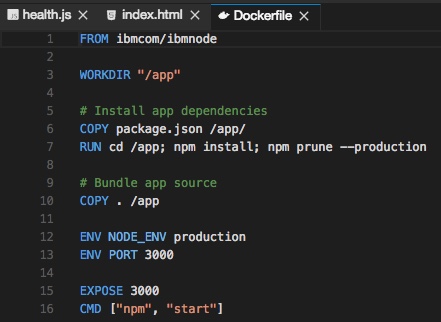 health.js index.html Dockerfile
1 FROM ibmcom/ibmnode
2
3 WORKDIR "/app"
4
5 # Install app dependencies
6 COPY package.json /app/
7 RUN cd /app; npm install; npm prune --production
8
9 # Bundle app source
10 COPY . /app
11
12 ENV NODE_ENV production
13 ENV PORT 3000
14
15 EXPOSE 3000
16 CMD ["npm", "start"]